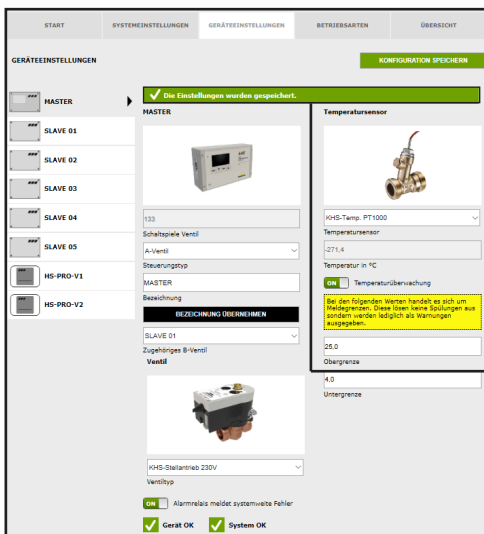 START
SYSTEMEINSTELLUNGEN
GERÄTEEINSTELLUNGEN
BETRIEBSARTEN
ÜBERSICHT
GERÄTEEINSTELLUNGEN
KONFIGURATION SPEICHERN
MASTER
SLAVE 01
SLAVE 02
SLAVE 03
SLAVE 04
SLAVE 05
HS-PRO-V1
HS-PRO-V2
Die Einstellungen wurden gespeichert.
MASTER
133
Schaltspiele Ventil
A-Ventil
Steuerungstyp
MASTER
Bezeichnung
BEZEICHNUNG ÜBERNEHMEN
SLAVE 01
Zugehöriges B-Ventil
Ventil
KHS-Stellantrieb 230V
Ventiltyp
ON Alarmrelais meldet systemweite Fehler
Gerät OK System OK
Temperatursensor
KHS-Temp. PT1000
Temperatursensor
-271,4
Temperatur in °C
ON Temperaturüberwachung
Bei den folgenden Werten handelt es sich um
Meldegrenzen. Diese lösen keine Spülungen aus
sondern werden lediglich als Warnungen
ausgegeben.
25,0
Obergrenze
4,0
Untergrenze